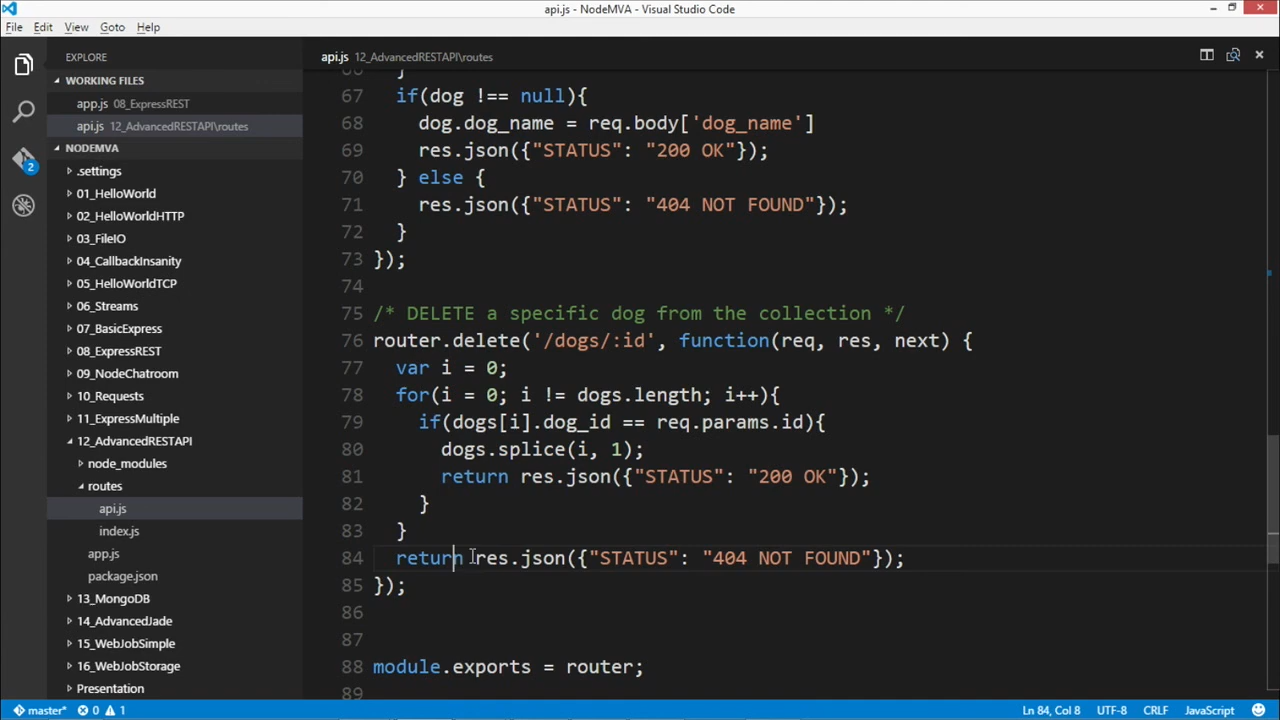 api.js - NodeMVA - Visual Studio Code
File Edit View Goto Help
EXPLORE
WORKING FILES
app.js 08_ExpressREST
api.js 12_AdvancedRESTAPI\routes
NODEMVA
.settings
01_HelloWorld
02_HelloWorldHTTP
03_FileIO
04_CallbackInsanity
05_HelloWorldTCP
06_Streams
07_BasicExpress
08_ExpressREST
09_NodeChatroom
10_Requests
11_ExpressMultiple
12_AdvancedRESTAPI
node_modules
routes
api.js
index.js
app.js
package.json
13_MongoDB
14_AdvancedJade
15_WebJobSimple
16_WebJobStorage
Presentation
2
api.js 12_AdvancedRESTAPI\routes
66 }
67 if(dog !== null){
68 dog.dog_name = req.body['dog_name']
69 res.json({"STATUS": "200 OK"});
70 } else {
71 res.json({"STATUS": "404 NOT FOUND"});
72 }
73 });
74
75 /* DELETE a specific dog from the collection */
76 router.delete('/dogs/:id', function(req, res, next) {
77 var i = 0;
78 for(i = 0; i != dogs.length; i++){
79 if(dogs[i].dog_id == req.params.id){
80 dogs.splice(i, 1);
81 return res.json({"STATUS": "200 OK"});
82 }
83 }
84 return res.json({"STATUS": "404 NOT FOUND"});
85 });
86
87
88 module.exports = router;
89
master* 0 1 Ln 84, Col 8 UTF-8 CRLF JavaScript